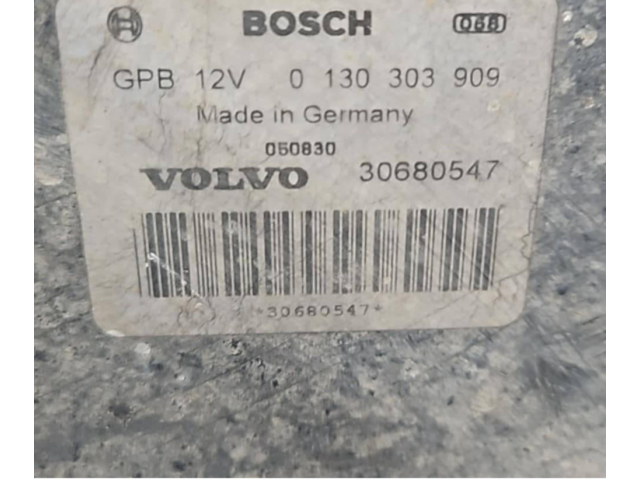 BOSCH 068
GPB 12V 0 130 303 909
Made in Germany
050830
VOLVO 30680547
*30680547*